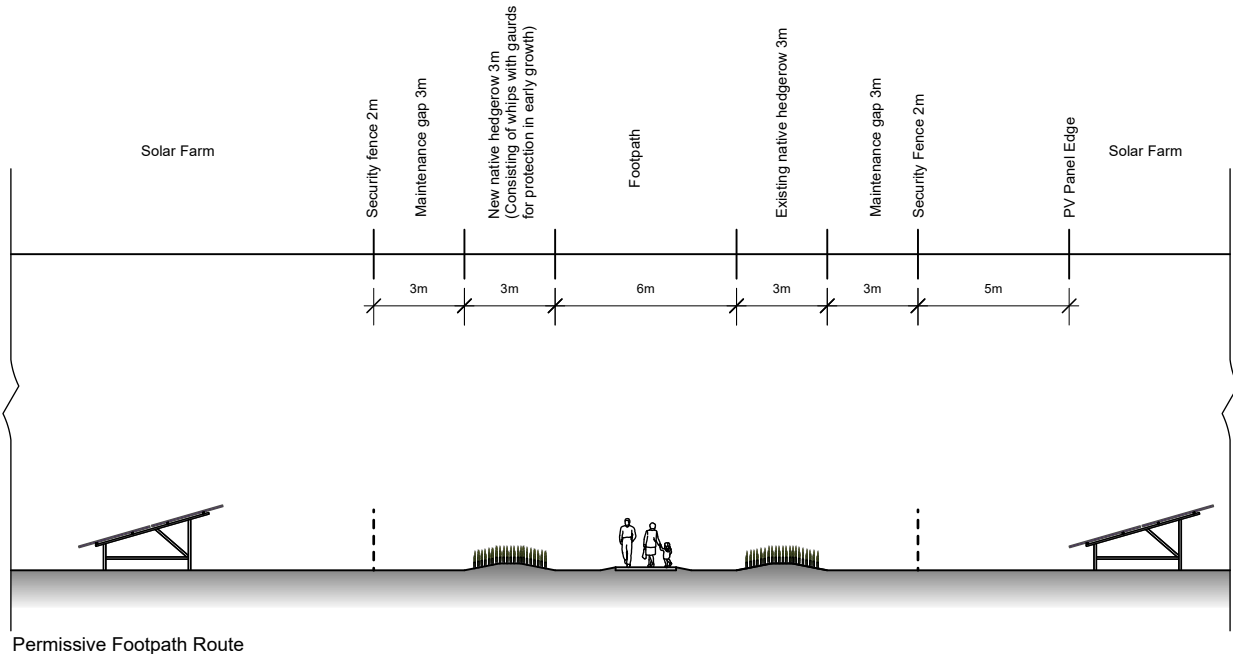 Solar Farm
Security fence 2m
Maintenance gap 3m
New native hedgerow 3m
(Consisting of whips with gaurds
for protection in early growth)
Footpath
Existing native hedgerow 3m
Maintenance gap 3m
Security Fence 2m
PV Panel Edge
Solar Farm
3m
3m
6m
3m
3m
5m
Permissive Footpath Route